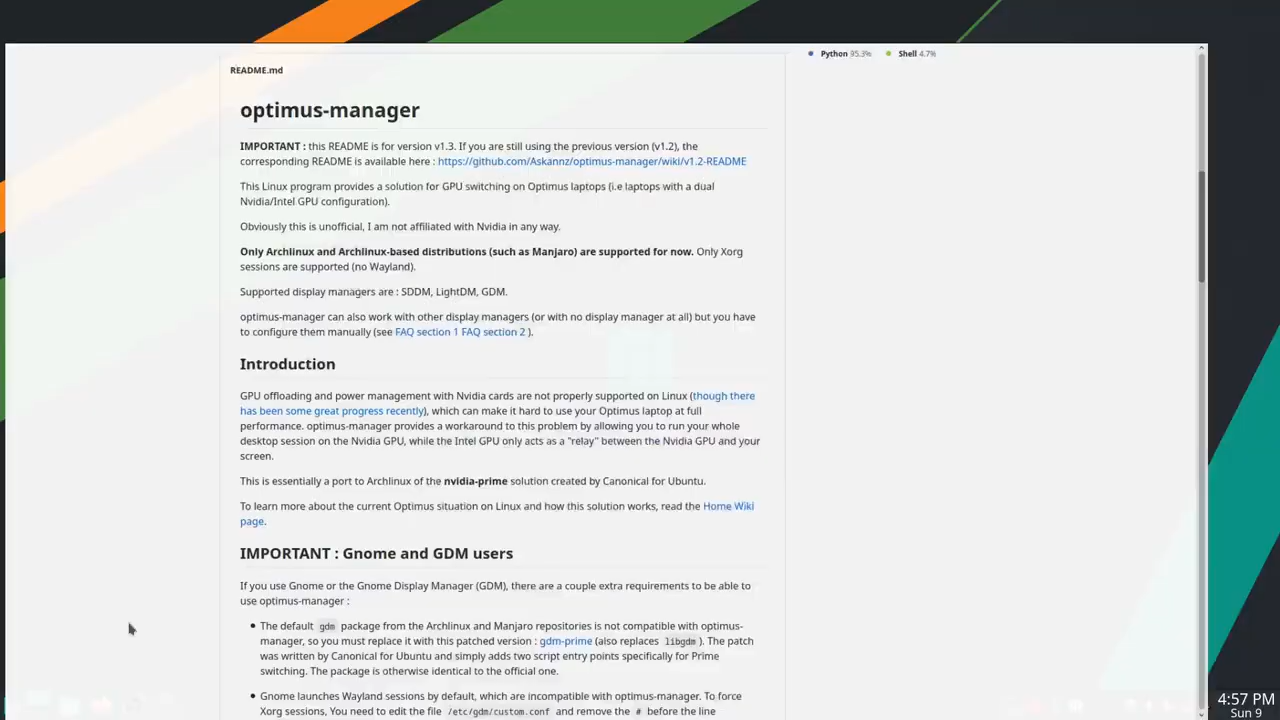 Python 95.3%
Shell 4.7%
README.md
optimus-manager
IMPORTANT : this README is for version v1.3. If you are still using the previous version (v1.2), the
corresponding README is available here : https://github.com/Askannz/optimus-manager/wiki/v1.2-README
This Linux program provides a solution for GPU switching on Optimus laptops (i.e laptops with a dual
Nvidia/Intel GPU configuration).
Obviously this is unofficial, I am not affiliated with Nvidia in any way.
Only Archlinux and Archlinux-based distributions (such as Manjaro) are supported for now. Only Xorg
sessions are supported (no Wayland).
Supported display managers are : SDDM, LightDM, GDM.
optimus-manager can also work with other display managers (or with no display manager at all) but you have
to configure them manually (see FAQ section 1 FAQ section 2 ).
Introduction
GPU offloading and power management with Nvidia cards are not properly supported on Linux (though there
has been some great progress recently), which can make it hard to use your Optimus laptop at full
performance. optimus-manager provides a workaround to this problem by allowing you to run your whole
desktop session on the Nvidia GPU, while the Intel GPU only acts as a "relay" between the Nvidia GPU and your
screen.
This is essentially a port to Archlinux of the nvidia-prime solution created by Canonical for Ubuntu.
To learn more about the current Optimus situation on Linux and how this solution works, read the Home Wiki
page.
IMPORTANT : Gnome and GDM users
If you use Gnome or the Gnome Display Manager (GDM), there are a couple extra requirements to be able to
use optimus-manager :
The default gdm package from the Archlinux and Manjaro repositories is not compatible with optimus-
manager, so you must replace it with this patched version : gdm-prime (also replaces libgdm ). The patch
was written by Canonical for Ubuntu and simply adds two script entry points specifically for Prime
switching. The package is otherwise identical to the official one.
Gnome launches Wayland sessions by default, which are incompatible with optimus-manager. To force
Xorg sessions, You need to edit the file /etc/gdm/custom.conf and remove the # before the line
4:57 PM
Sun 9